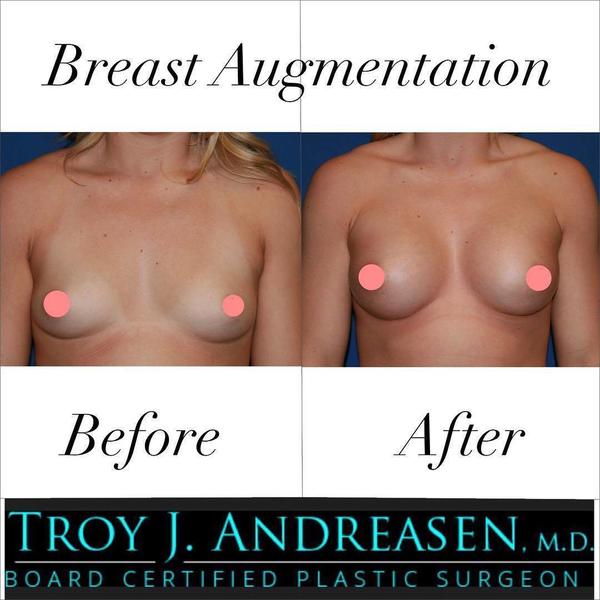 Breast Augmentation
Before
After
TROY J. ANDREASEN, M.D.
BOARD CERTIFIED PLASTIC SURGEON